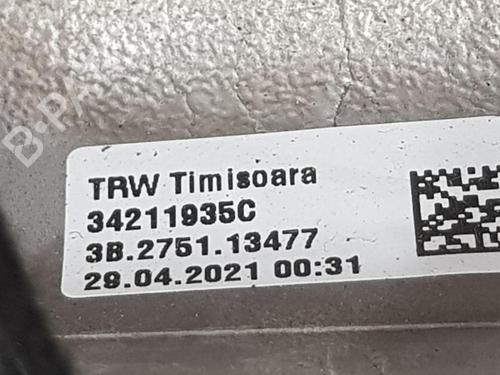 TRW Timisoara
34211935C
3B.2751.13477
29.04.2021 00:31
B-PA